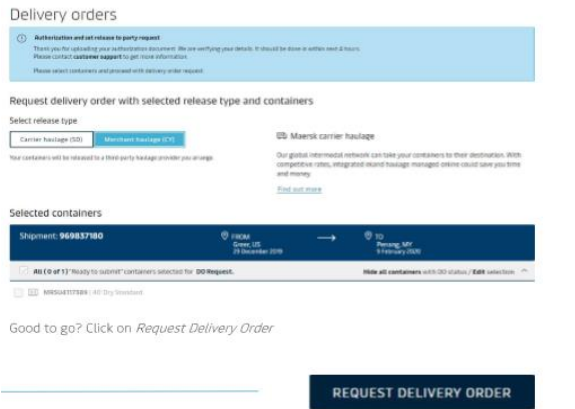 Delivery orders
Authorization and set release to party request
Thank you for uploading your authorization document. We are verifying your details. It should be done in within next 8 hours.
Please contact customer support to get more information.
Please select containers and proceed with delivery order request
Request delivery order with selected release type and containers
Select release type
Carrier haulage (SD)
Merchant haulage (CY)
Your containers will be released to a third-party haulage provider you arrange.
Maersk carrier haulage
Our global intermodal network can take your containers to their destination. With
competitive rates, integrated inland haulage managed online could save you time
and money
Find out more
Selected containers
Shipment: 969837180
FROM
Greer, US
29 December 2019
TO
Penang, MY
9 February 2020
All ( 0 of 1 ) "Ready to submit" containers selected for DO Request.
Hide all containers with DO status / Edit selection
40 Dry Standard
Good to go? Click on Request Delivery Order
REQUEST DELIVERY ORDER